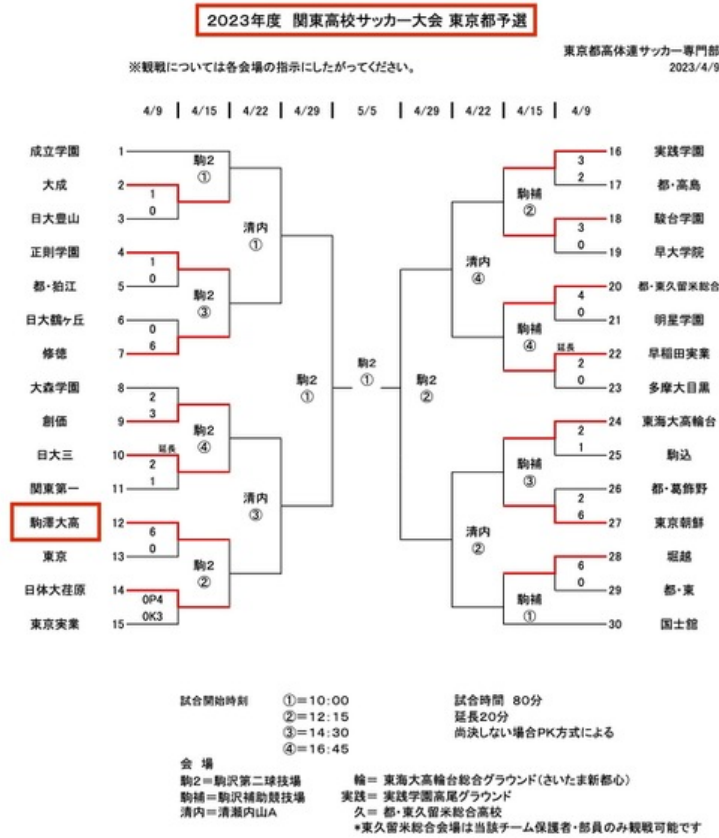 2023年度 関東高校サッカー大会 東京都予選
東京都高体連サッカー専門部
※観戦については各会場の指示にしたがってください。
2023/4/9
4/9 4/15 4/22 4/29 5/5 4/29 4/22 4/15 4/9
成立学園 1
大成 2
1
0
日大豊山 3
正則学園 4
1
0
都・狛江 5
日大鶴ヶ丘 6
0
6
修徳 7
大森学園 8
2
3
創価 9
日大三 10
延長
2
1
関東第一 11
駒澤大高 12
6
0
東京 13
日体大荏原 14
0P4
0K3
東京実業 15
駒2
①
駒2
③
駒2
④
駒2
②
清内
①
清内
③
駒2
①
駒2
①
駒2
②
清内
④
清内
②
駒補
②
駒補
④
駒補
③
駒補
①
16 実践学園
3
2
17 都・高島
18 駿台学園
3
0
19 早大学院
20 都・東久留米総合
4
0
21 明星学園
延長
22 早稲田実業
2
0
23 多摩大目黒
24 東海大高輪台
2
1
25 駒込
26 都・葛飾野
2
6
27 東京朝鮮
28 堀越
6
0
29 都・東
30 国士館
試合開始時刻 ①=10:00
②=12:15
③=14:30
④=16:45
試合時間 80分
延長20分
尚決しない場合PK方式による
会 場
駒2=駒沢第二球技場
駒補=駒沢補助競技場
清内=清瀬内山A
輪= 東海大高輪台総合グラウンド(さいたま新都心)
実践= 実践学園高尾グラウンド
久= 都・東久留米総合高校
*東久留米総合会場は当該チーム保護者・部員のみ観戦可能です